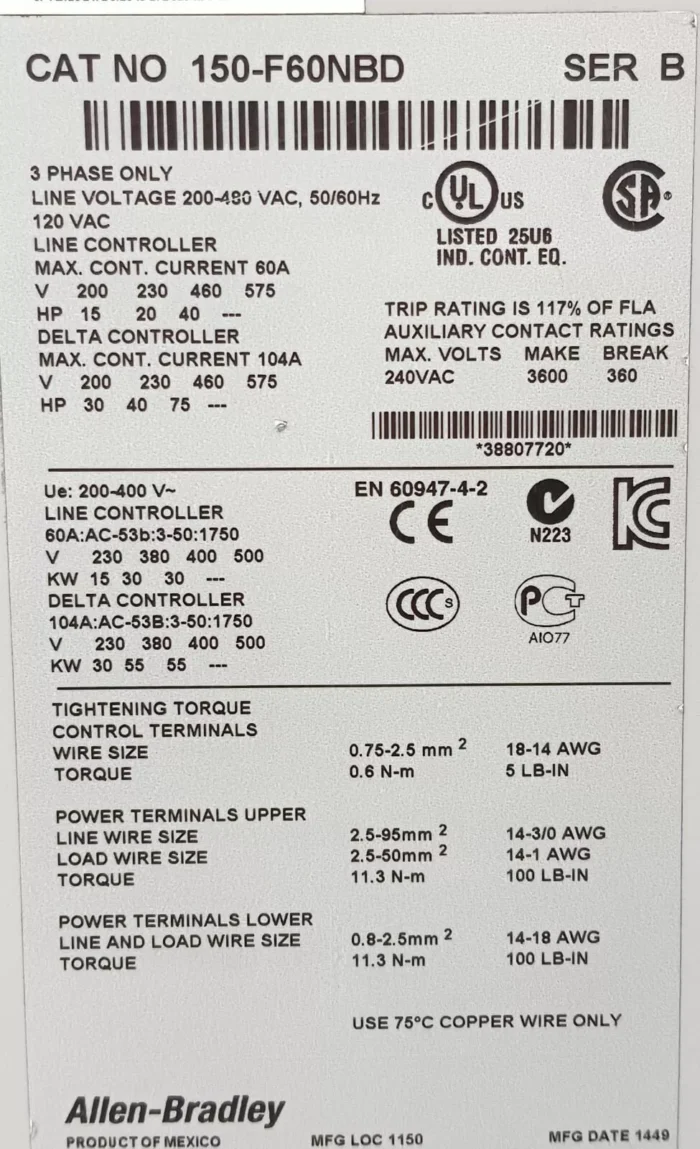 CAT NO 150-F60NBD SER B
3 PHASE ONLY
LINE VOLTAGE 200-480 VAC, 50/60Hz
120 VAC
LINE CONTROLLER
MAX. CONT. CURRENT 60A
V 200 230 460 575
HP 15 20 40 ---
DELTA CONTROLLER
MAX. CONT. CURRENT 104A
V 200 230 460 575
HP 30 40 75 ---
C UL US
LISTED 25U6
IND. CONT. EQ.
SA ®
TRIP RATING IS 117% OF FLA
AUXILIARY CONTACT RATINGS
MAX. VOLTS MAKE BREAK
240VAC 3600 360
*38807720*
Ue: 200-400 V~
LINE CONTROLLER
60A:AC-53b:3-50:1750
V 230 380 400 500
KW 15 30 30 ---
DELTA CONTROLLER
104A:AC-53B:3-50:1750
V 230 380 400 500
KW 30 55 55 ---
EN 60947-4-2
CE
N223
KC
CCC S
PCT
AIO77
TIGHTENING TORQUE
CONTROL TERMINALS
WIRE SIZE 0.75-2.5 mm 2 18-14 AWG
TORQUE 0.6 N-m 5 LB-IN
POWER TERMINALS UPPER
LINE WIRE SIZE 2.5-95mm 2 14-3/0 AWG
LOAD WIRE SIZE 2.5-50mm 2 14-1 AWG
TORQUE 11.3 N-m 100 LB-IN
POWER TERMINALS LOWER
LINE AND LOAD WIRE SIZE 0.8-2.5mm 2 14-18 AWG
TORQUE 11.3 N-m 100 LB-IN
USE 75ºC COPPER WIRE ONLY
Allen-Bradley
PRODUCT OF MEXICO MFG LOC 1150 MFG DATE 1449